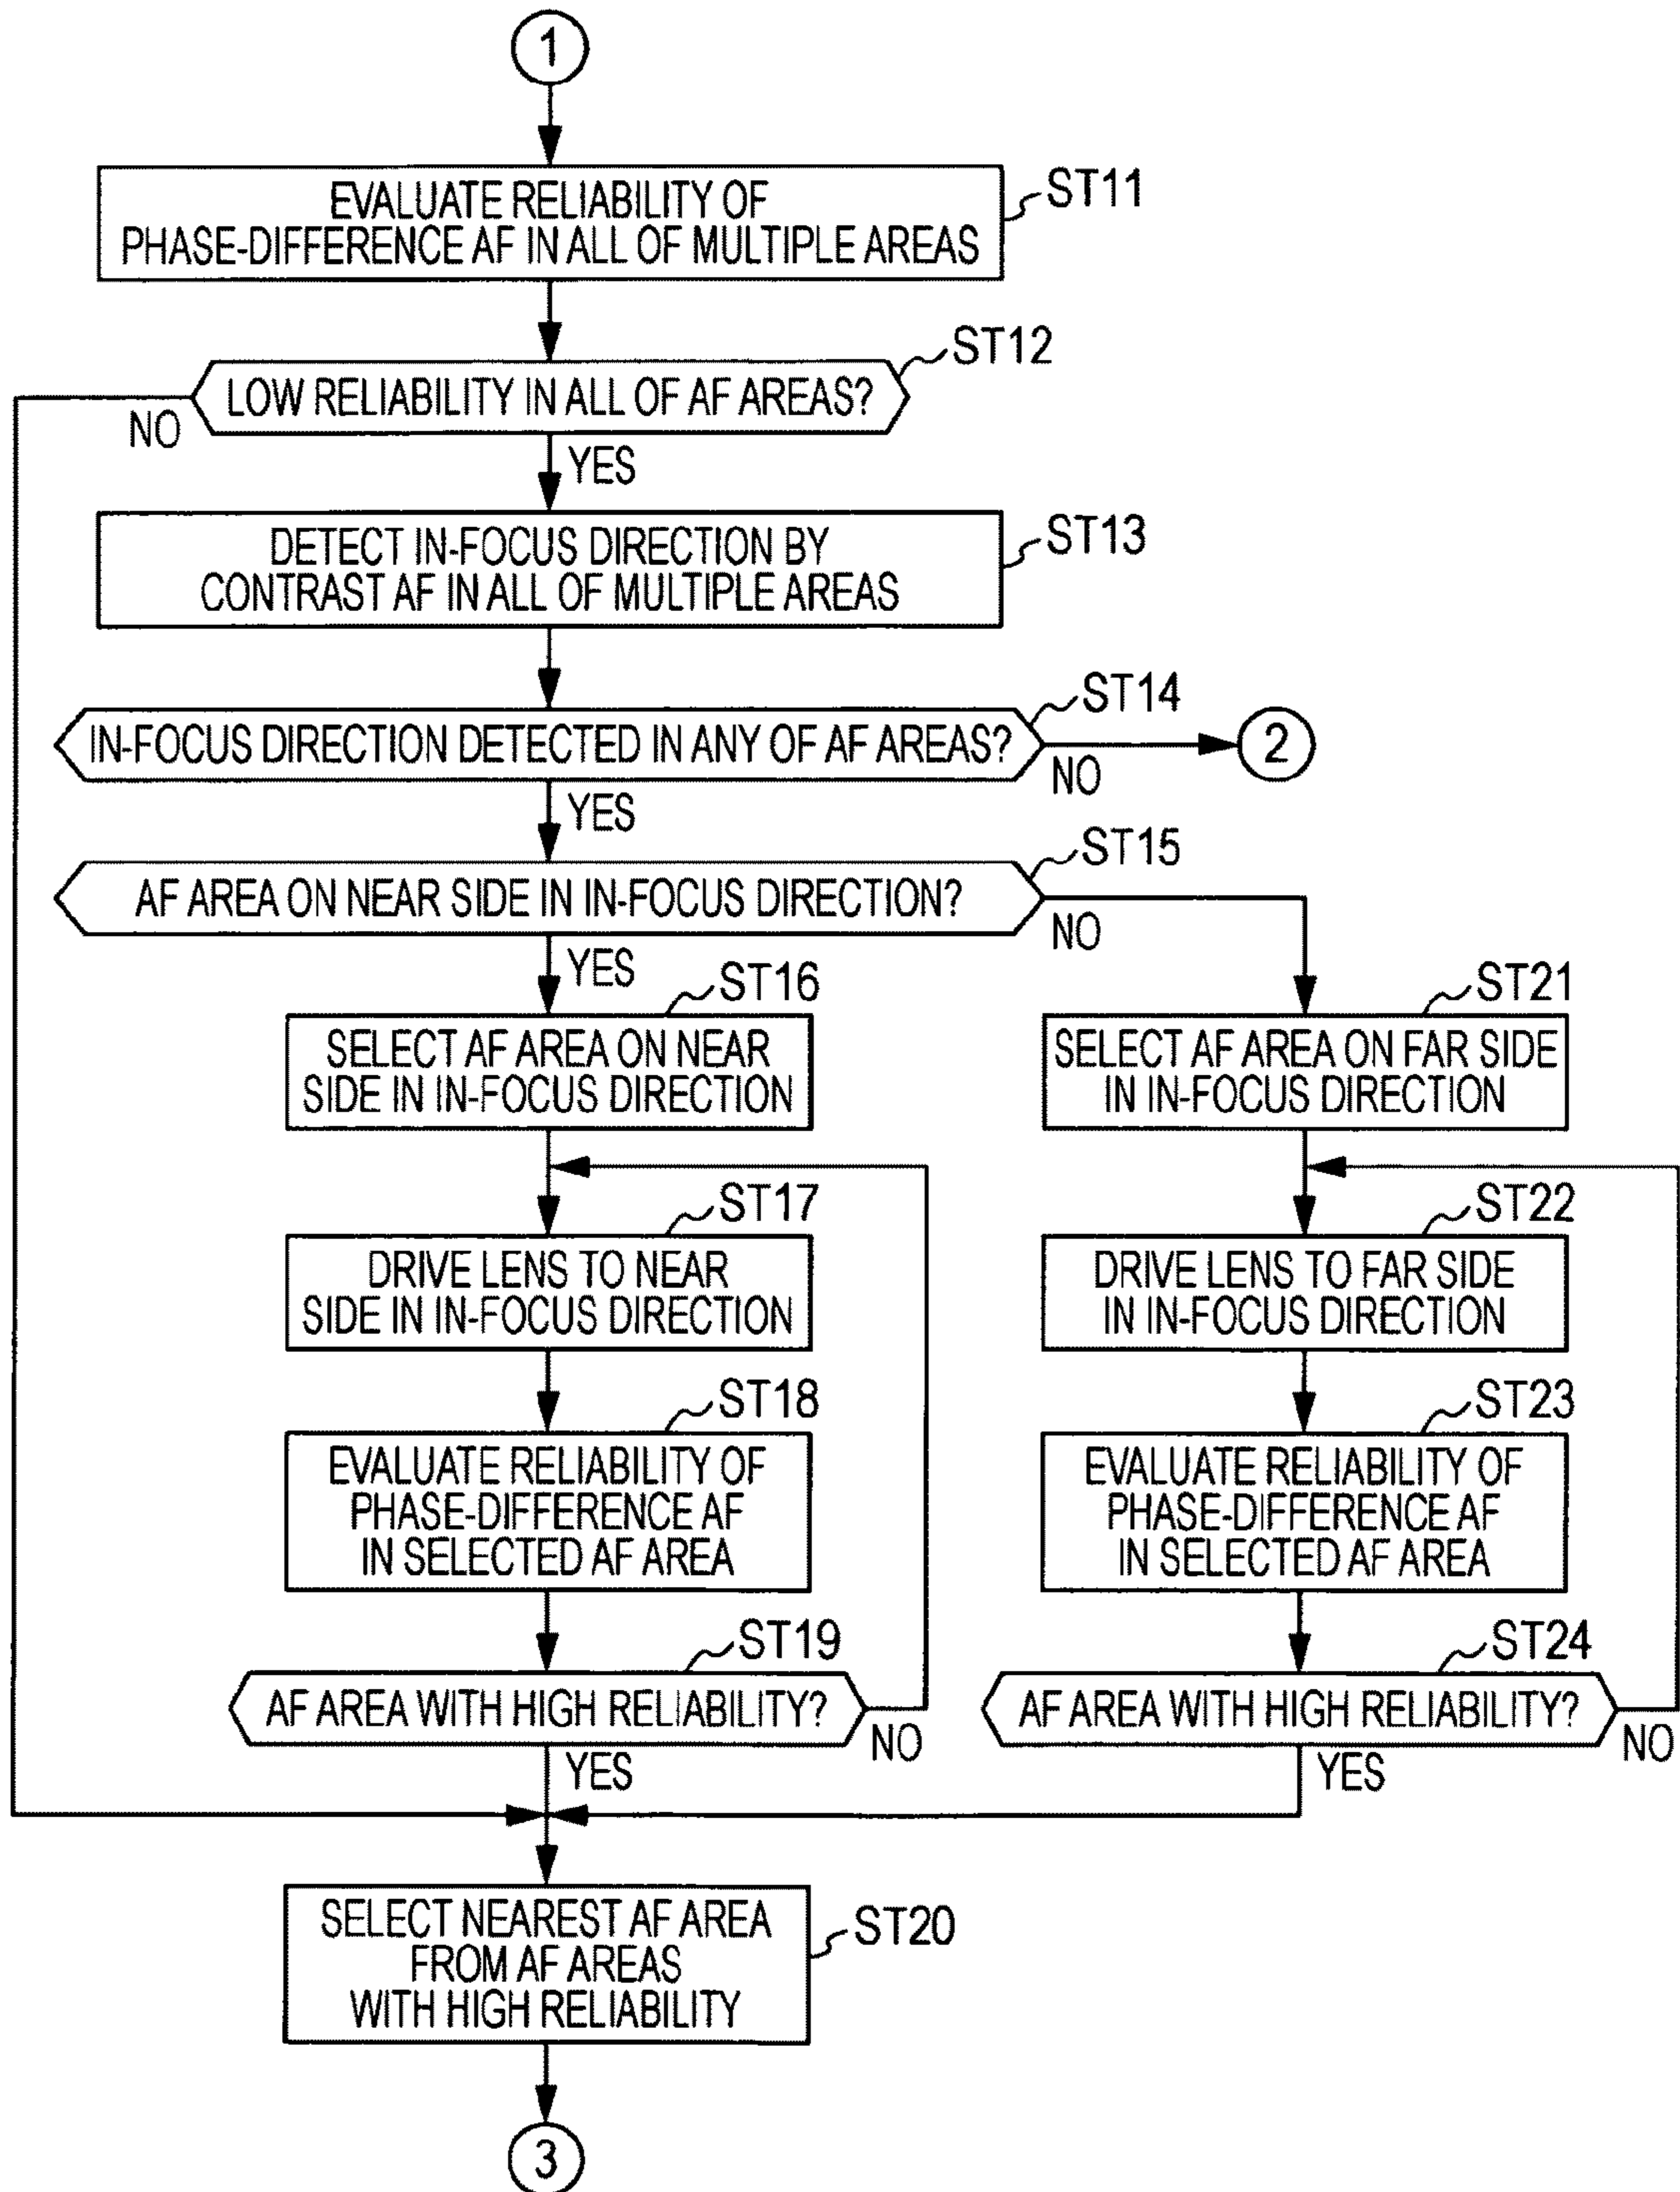 1
EVALUATE RELIABILITY OF
PHASE-DIFFERENCE AF IN ALL OF MULTIPLE AREAS
ST11
LOW RELIABILITY IN ALL OF AF AREAS?
ST12
NO
YES
DETECT IN-FOCUS DIRECTION BY
CONTRAST AF IN ALL OF MULTIPLE AREAS
ST13
IN-FOCUS DIRECTION DETECTED IN ANY OF AF AREAS?
ST14
NO
2
YES
AF AREA ON NEAR SIDE IN IN-FOCUS DIRECTION?
ST15
NO
YES
ST16
SELECT AF AREA ON NEAR
SIDE IN IN-FOCUS DIRECTION
ST21
SELECT AF AREA ON FAR SIDE
IN IN-FOCUS DIRECTION
ST17
DRIVE LENS TO NEAR
SIDE IN IN-FOCUS DIRECTION
ST22
DRIVE LENS TO FAR SIDE
IN IN-FOCUS DIRECTION
ST18
EVALUATE RELIABILITY OF
PHASE-DIFFERENCE AF
IN SELECTED AF AREA
ST23
EVALUATE RELIABILITY OF
PHASE-DIFFERENCE AF
IN SELECTED AF AREA
ST19
AF AREA WITH HIGH RELIABILITY?
NO
YES
ST24
AF AREA WITH HIGH RELIABILITY?
NO
YES
SELECT NEAREST AF AREA
FROM AF AREAS
WITH HIGH RELIABILITY
ST20
3